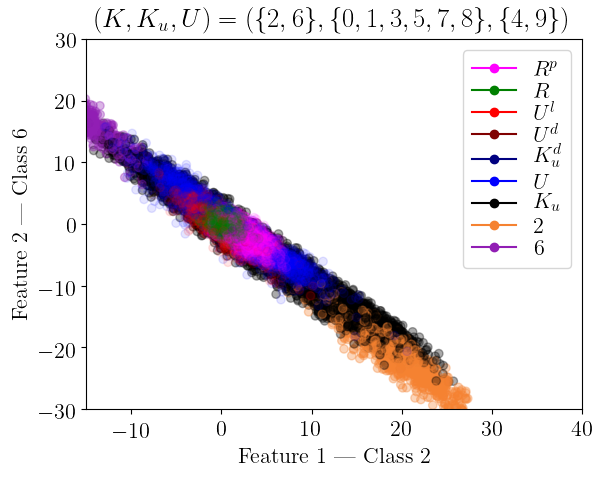 (K, K_u, U) = ({2, 6}, {0, 1, 3, 5, 7, 8}, {4, 9})
30
20
10
0
−10
−20
−30
Feature 2 — Class 6
R^p
R
U^l
U^d
K_u^d
U
K_u
2
6
−10 0 10 20 30 40
Feature 1 — Class 2